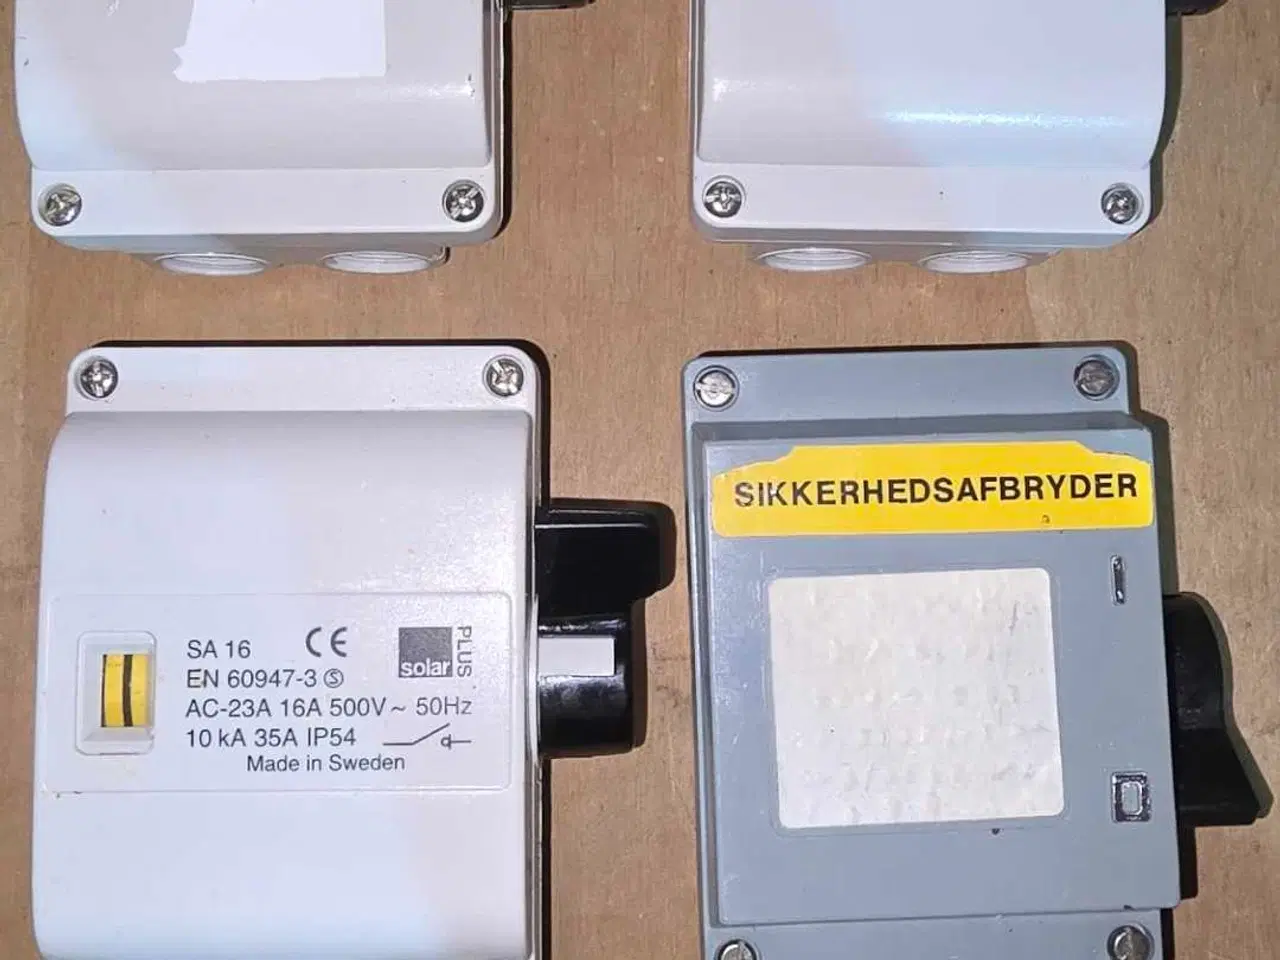 SIKKERHEDSAFBRYDER
SA 16 CE
solar PLUS
EN 60947-3 Ⓢ
AC-23A 16A 500V ~ 50Hz
10 kA 35A IP54
Made in Sweden